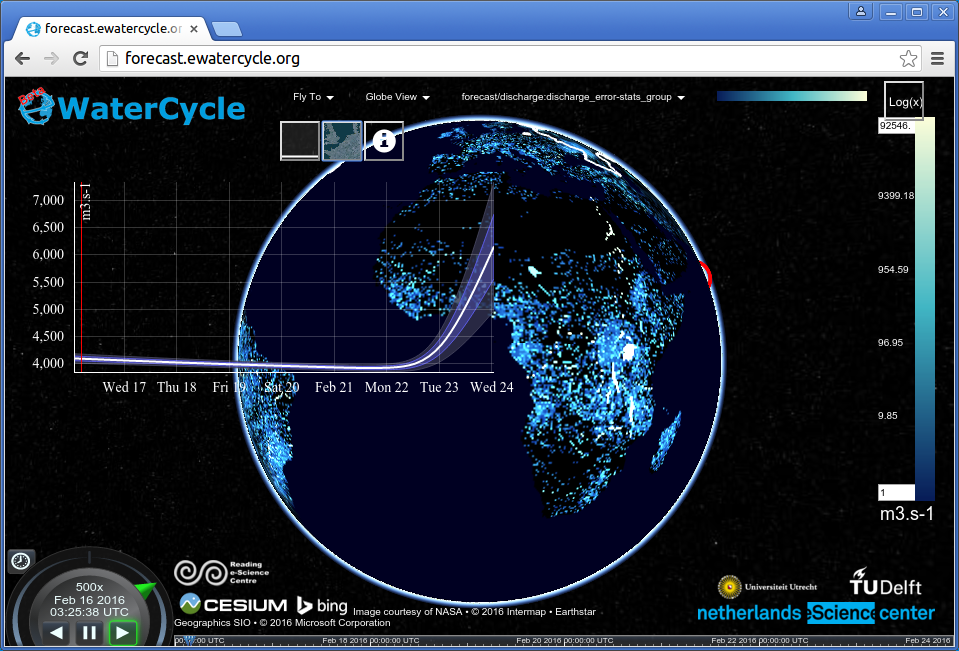 forecast.ewatercycle.or
forecast.ewatercycle.org
Beta
WaterCycle
Fly To
Globe View
forecast/discharge:discharge_error-stats_group
Log(x)
92546.
9399.18
954.59
96.95
9.85
1
m3.s-1
m3.s-1
7,000
6,500
6,000
5,500
5,000
4,500
4,000
Wed 17 Thu 18 Fri 19 Sat 20 Feb 21 Mon 22 Tue 23 Wed 24
500x
Feb 16 2016
03:25:38 UTC
Reading
e-Science
Centre
CESIUM bing Image courtesy of NASA • © 2016 Intermap • Earthstar
Geographics SIO • © 2016 Microsoft Corporation
Universiteit Utrecht
TUDelft
netherlands eScience center
00:00:00 UTC Feb 18 2016 00:00:00 UTC Feb 20 2016 00:00:00 UTC Feb 22 2016 00:00:00 UTC Feb 24 2016